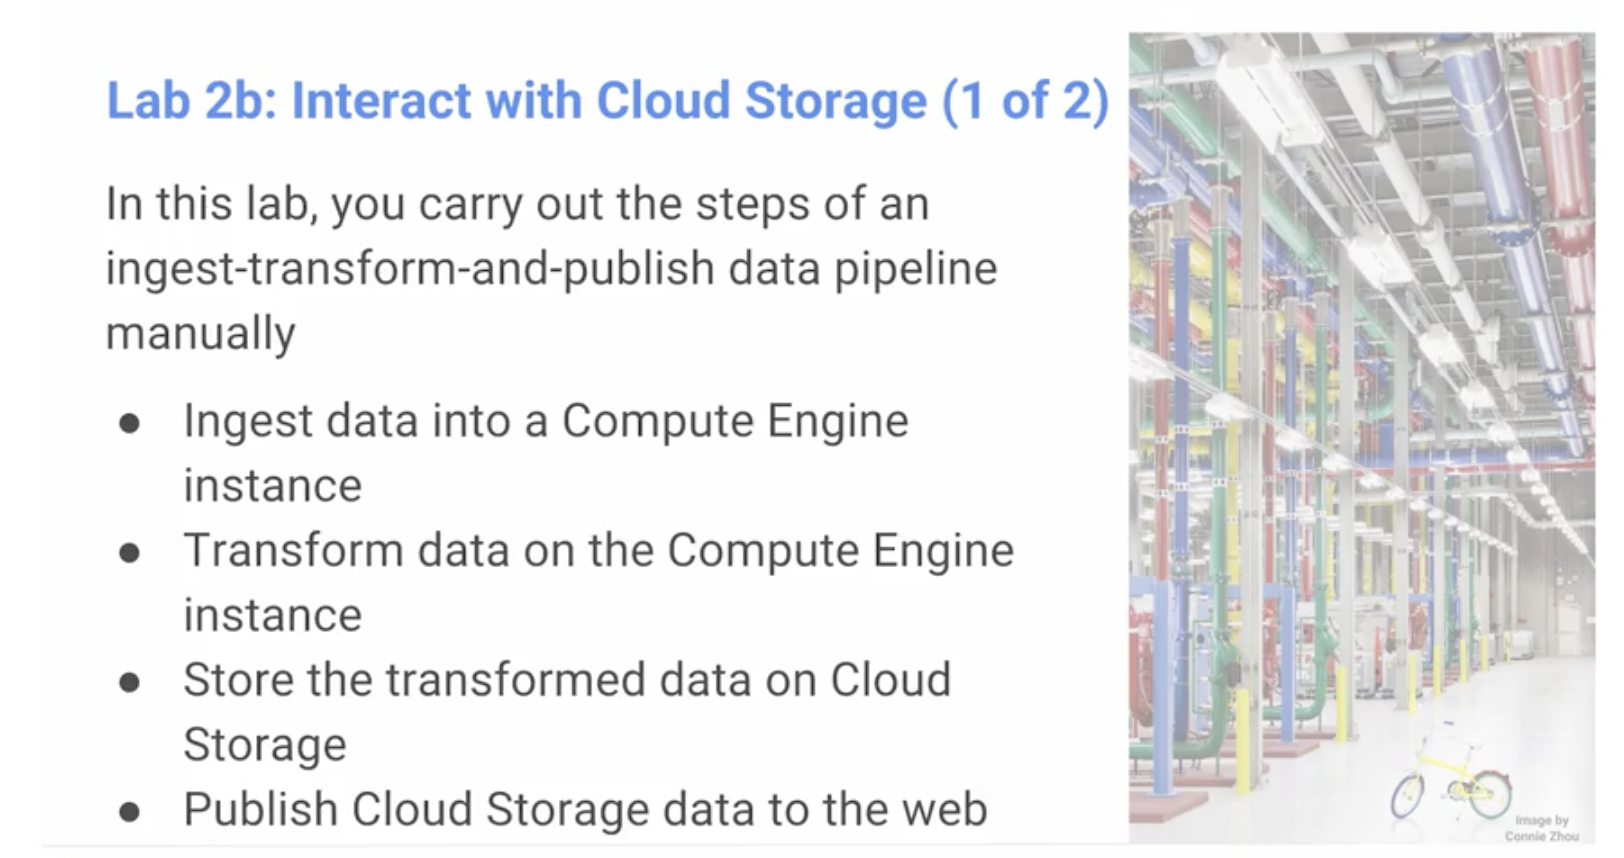 Lab 2b: Interact with Cloud Storage (1 of 2)
In this lab, you carry out the steps of an
ingest-transform-and-publish data pipeline
manually
● Ingest data into a Compute Engine
instance
● Transform data on the Compute Engine
instance
● Store the transformed data on Cloud
Storage
● Publish Cloud Storage data to the web
Image by
Connie Zhou